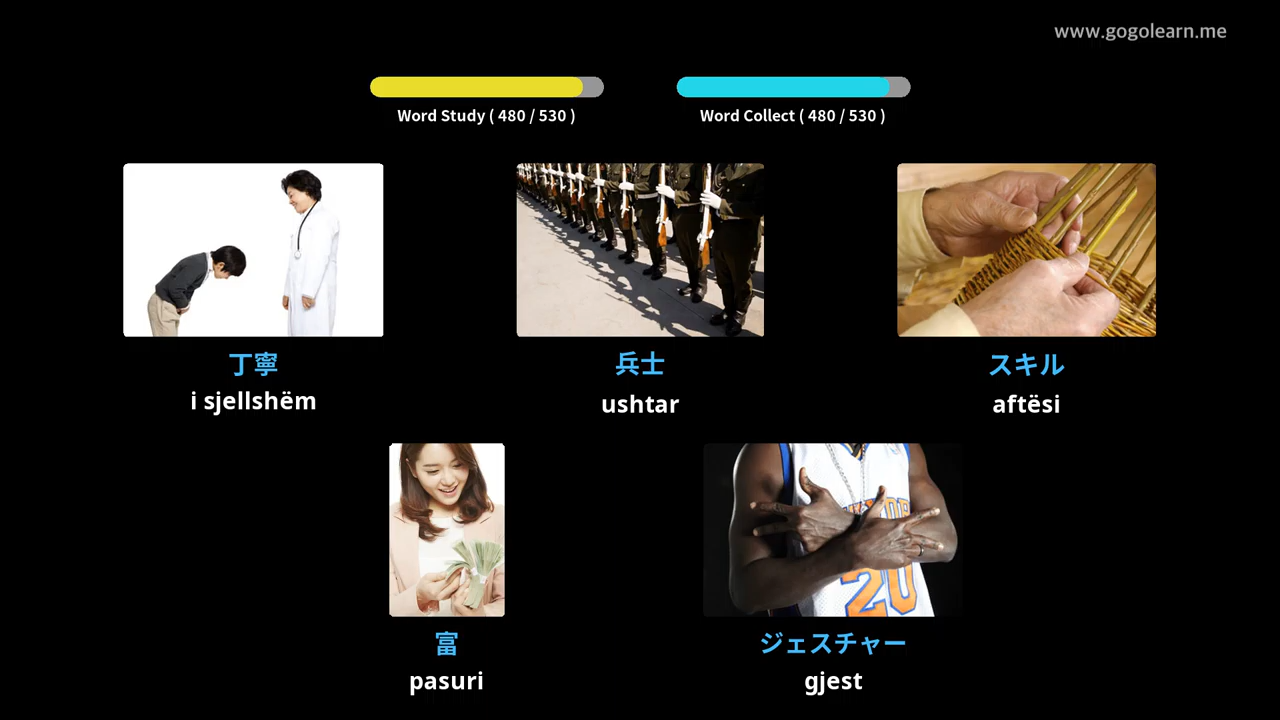 www.gogolearn.me
Word Study ( 480 / 530 )
Word Collect ( 480 / 530 )
丁寧
i sjellshëm
兵士
ushtar
スキル
aftësi
富
pasuri
20
ジェスチャー
gjest